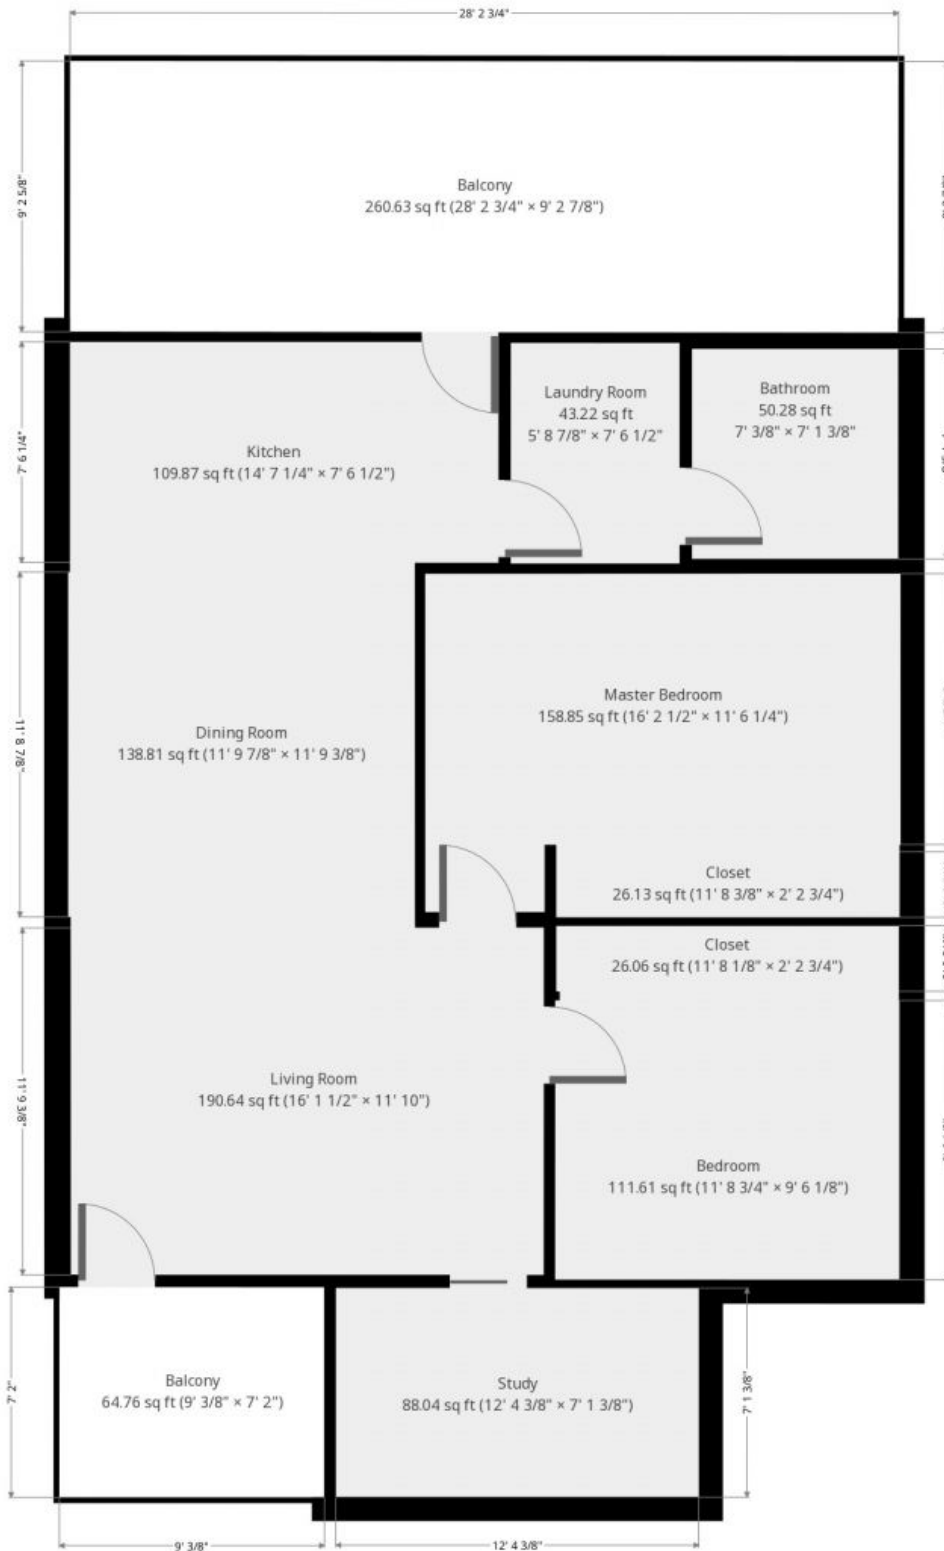 28' 2 3/4"
9' 2 5/8"
Balcony
260.63 sq ft (28' 2 3/4" × 9' 2 7/8")
7' 6 1/4"
Kitchen
109.87 sq ft (14' 7 1/4" × 7' 6 1/2")
Laundry Room
43.22 sq ft
5' 8 7/8" × 7' 6 1/2"
Bathroom
50.28 sq ft
7' 3/8" × 7' 1 3/8"
11' 8 7/8"
Dining Room
138.81 sq ft (11' 9 7/8" × 11' 9 3/8")
Master Bedroom
158.85 sq ft (16' 2 1/2" × 11' 6 1/4")
Closet
26.13 sq ft (11' 8 3/8" × 2' 2 3/4")
Closet
26.06 sq ft (11' 8 1/8" × 2' 2 3/4")
11' 9 3/8"
Living Room
190.64 sq ft (16' 1 1/2" × 11' 10")
Bedroom
111.61 sq ft (11' 8 3/4" × 9' 6 1/8")
7' 2"
Balcony
64.76 sq ft (9' 3/8" × 7' 2")
Study
88.04 sq ft (12' 4 3/8" × 7' 1 3/8")
7' 1 3/8"
9' 3/8"
12' 4 3/8"